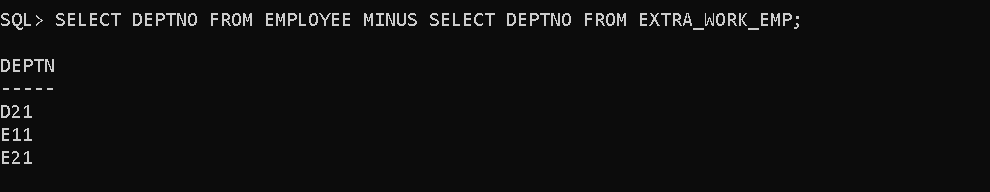 SQL> SELECT DEPTNO FROM EMPLOYEE MINUS SELECT DEPTNO FROM EXTRA_WORK_EMP;
DEPTN
-----
D21
E11
E21